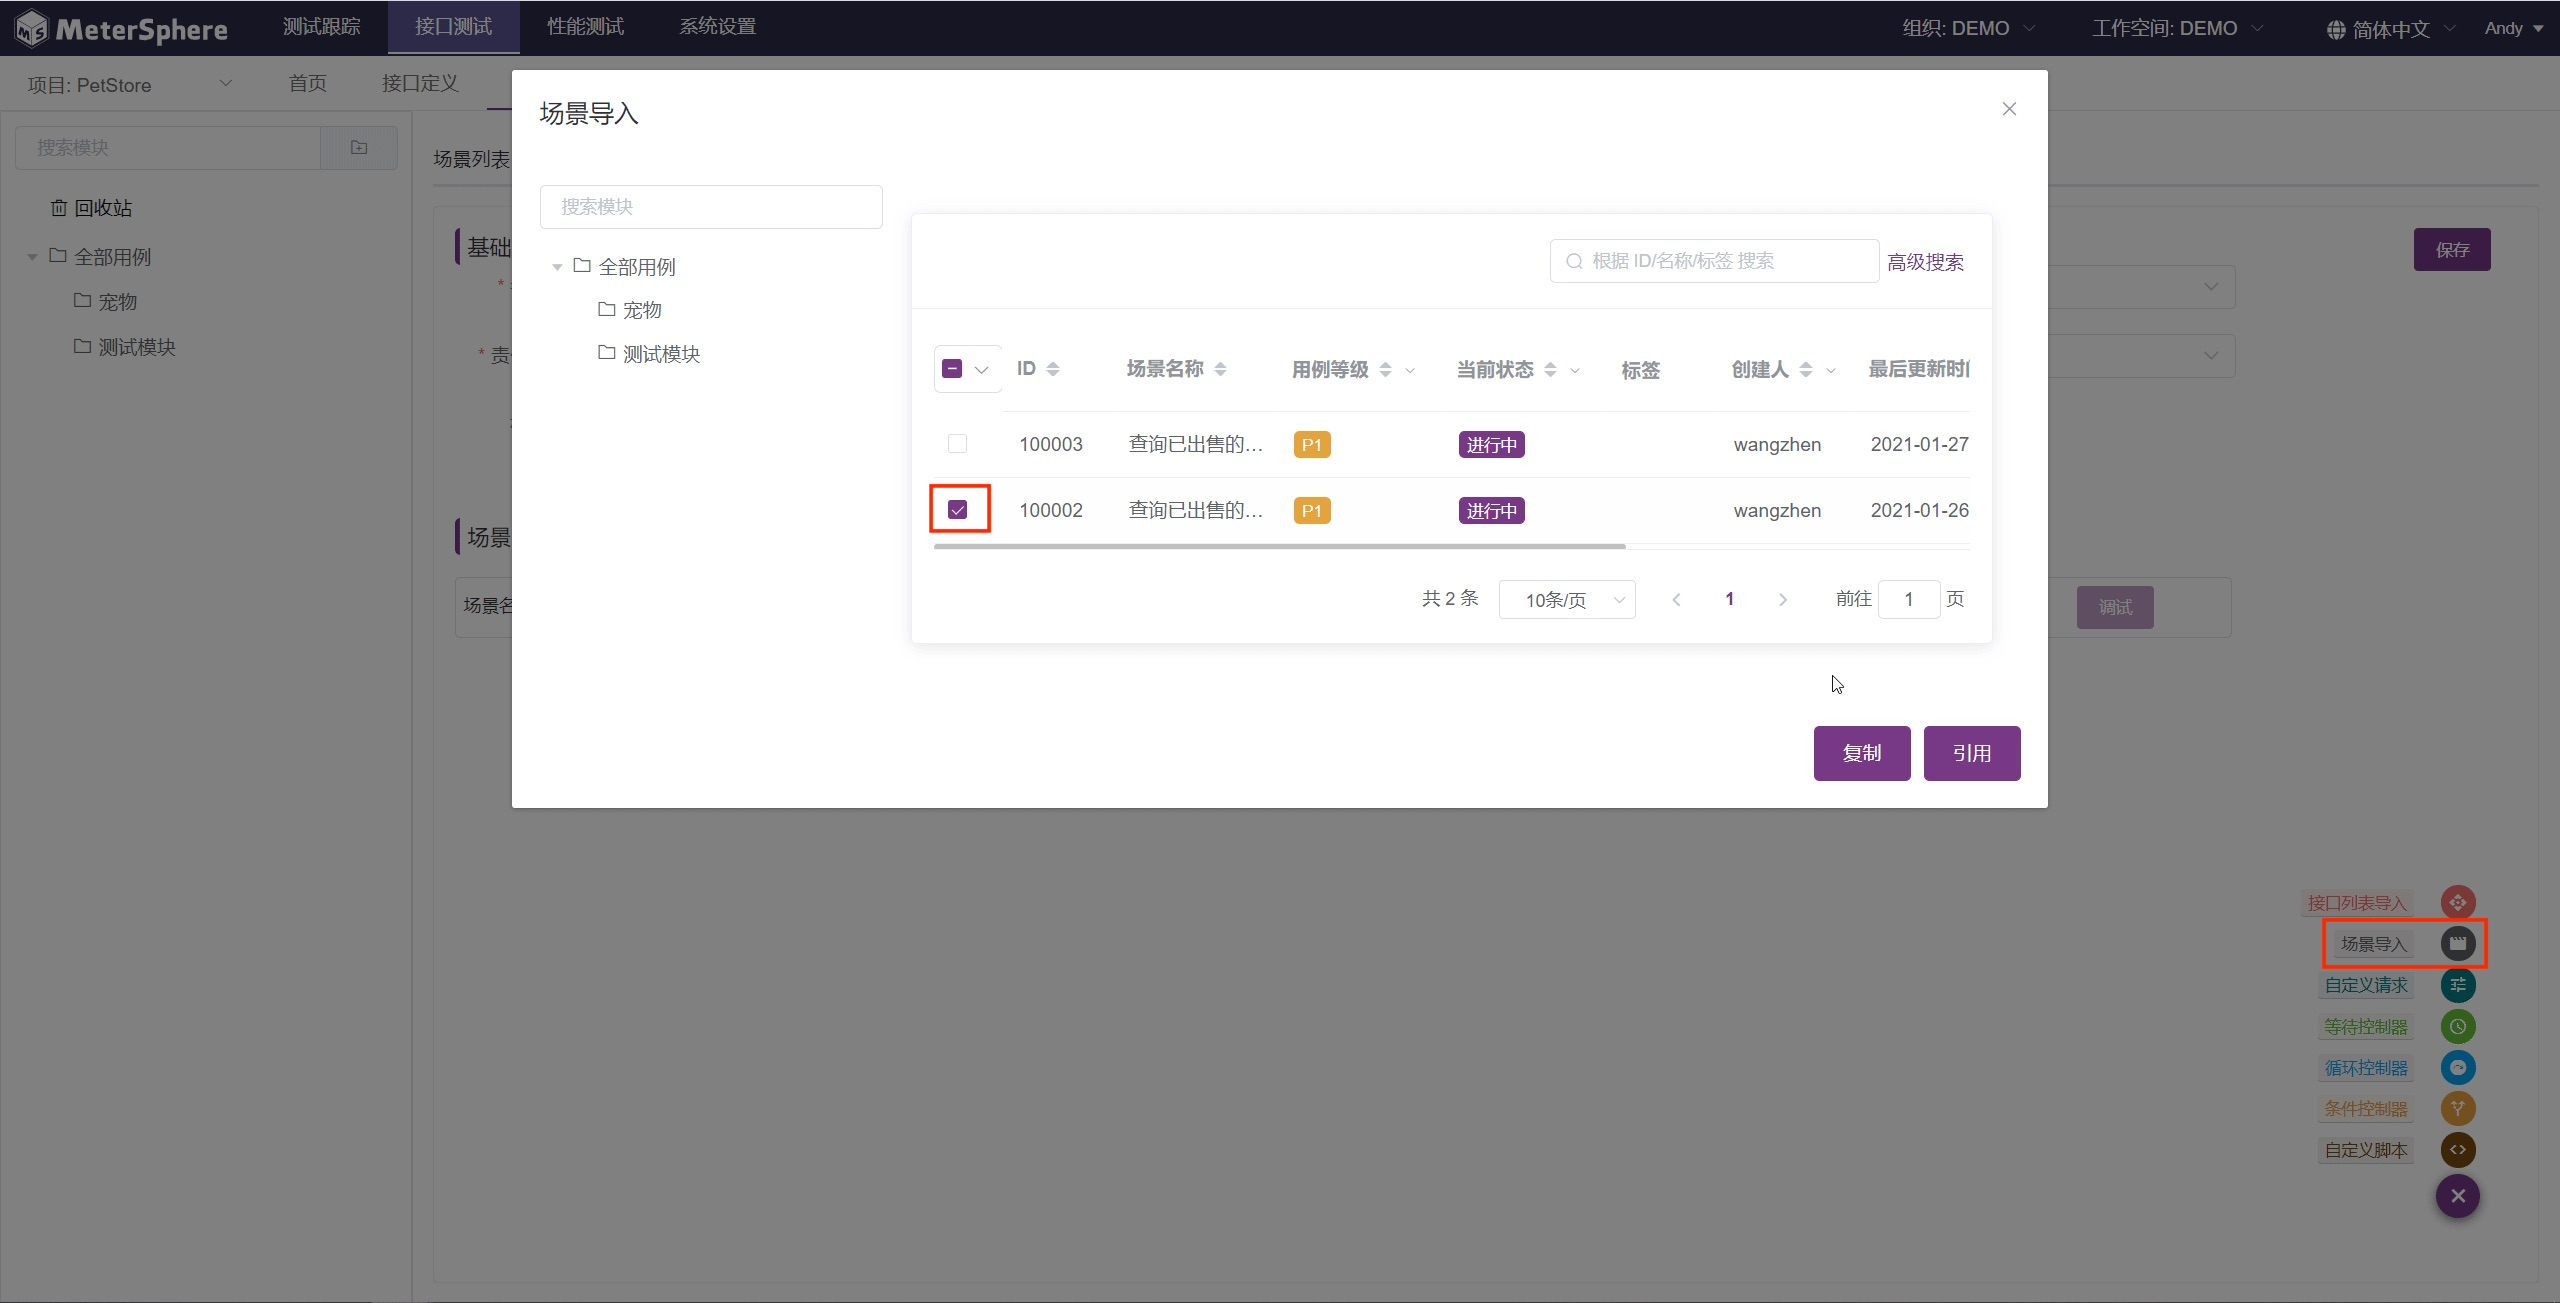 MeterSphere 测试跟踪 接口测试 性能测试 系统设置 组织: DEMO 工作空间: DEMO 简体中文 Andy
项目: PetStore 首页 接口定义
搜索模块
回收站
全部用例
宠物
测试模块
场景列表
基础
* 责
场景
场景名
保存
调试
场景导入
搜索模块
全部用例
宠物
测试模块
根据 ID/名称/标签 搜索 高级搜索
ID 场景名称 用例等级 当前状态 标签 创建人 最后更新时间
100003 查询已出售的... P1 进行中 wangzhen 2021-01-27
100002 查询已出售的... P1 进行中 wangzhen 2021-01-26
共 2 条 10条/页 1 前往 1 页
复制 引用
接口列表导入
场景导入
自定义请求
等待控制器
循环控制器
条件控制器
自定义脚本